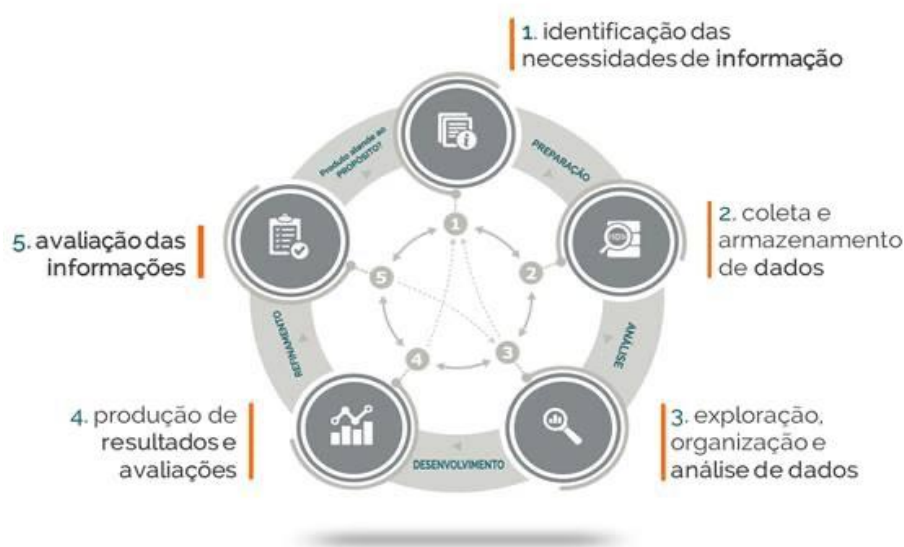 1. identificação das
necessidades de informação
Produto atende ao
PROPÓSITO?
PREPARAÇÃO
2. coleta e
armazenamento
de dados
5. avaliação das
informações
1
2
5
4
3
REFINAMENTO
ANÁLISE
4. produção de
resultados e
avaliações
DESENVOLVIMENTO
3. exploração,
organização e
análise de dados